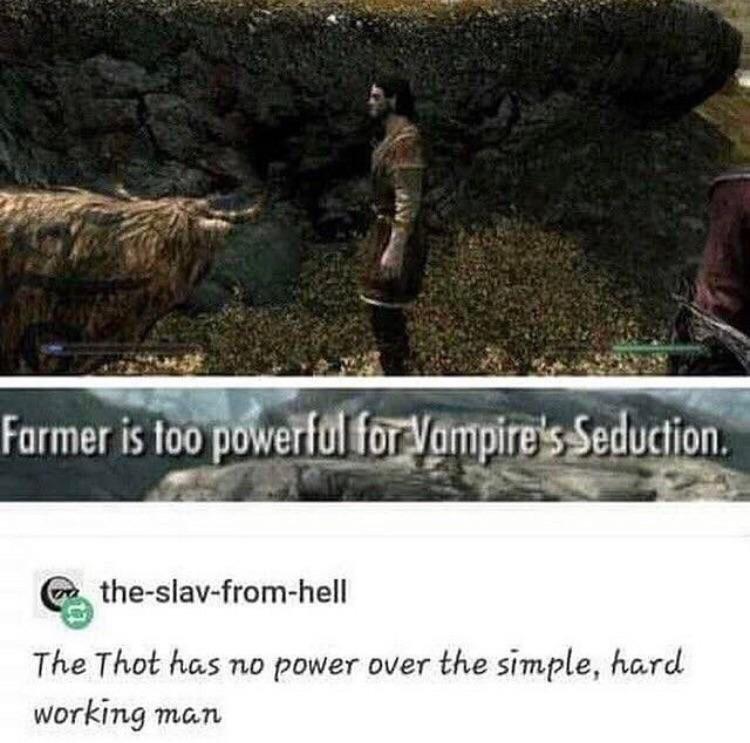 Farmer is too powerful for Vampire's Seduction.
the-slav-from-hell
The Thot has no power over the simple, hard
working man